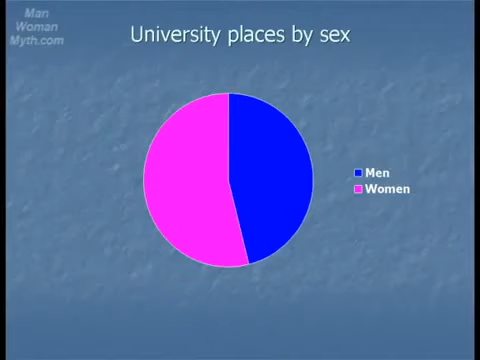 Man
Woman
Myth.com
University places by sex
Men
Women